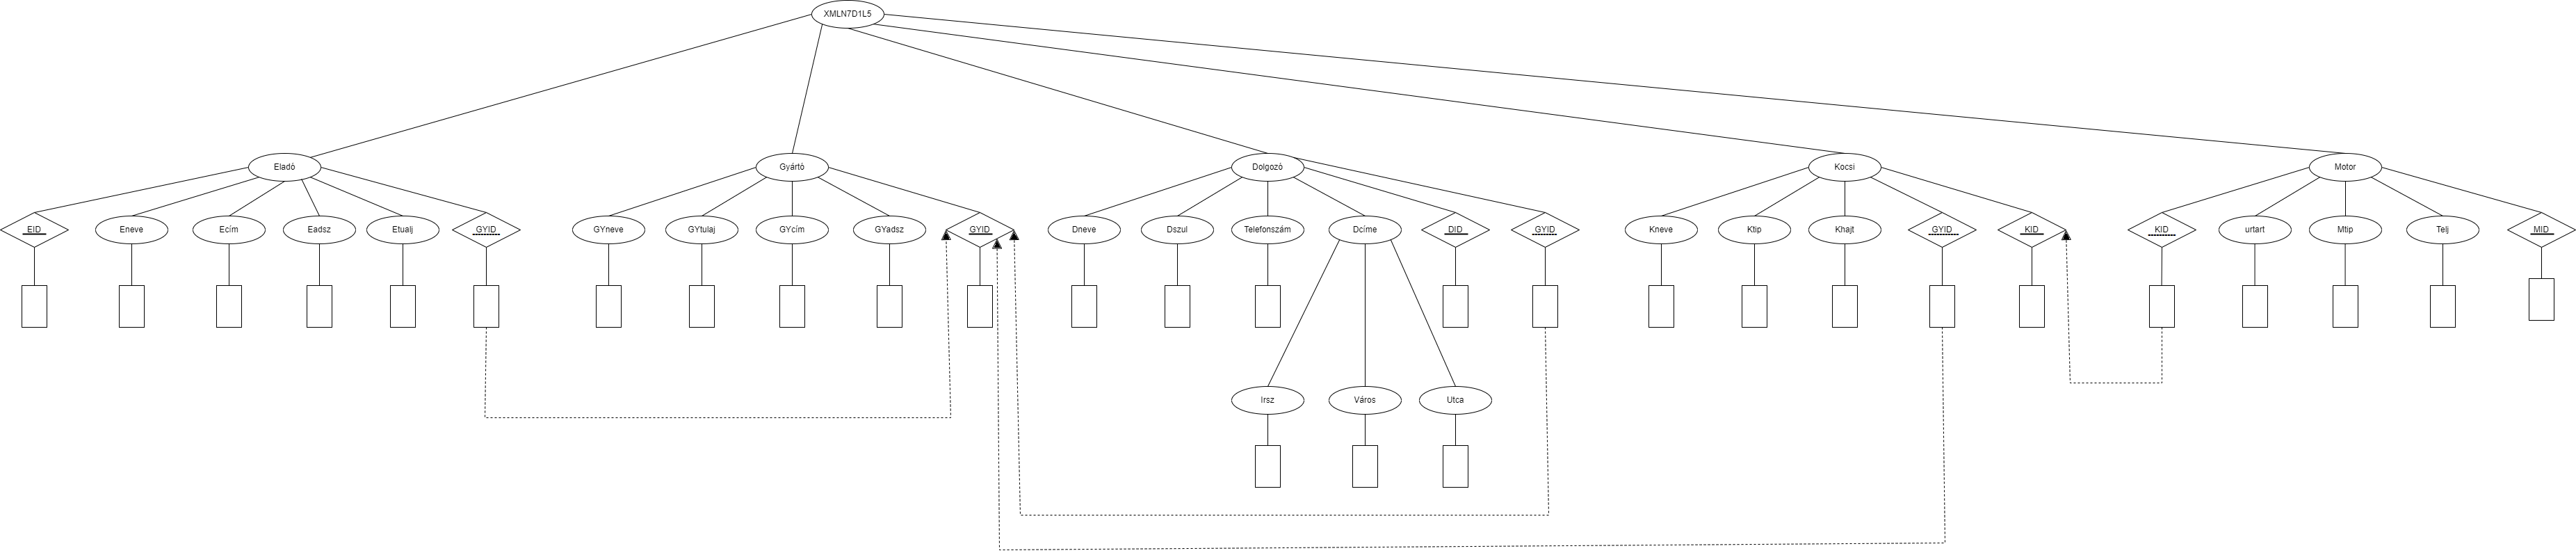 XMLN7D1L5
Eladó
Gyártó
Dolgozó
Kocsi
Motor
EID
Eneve
Ecím
Eadsz
Etualj
GYID
GYneve
GYtulaj
GYcím
GYadsz
GYID
Dneve
Dszul
Telefonszám
Dcíme
DID
GYID
Kneve
Ktip
Khajt
GYID
KID
KID
urtart
Mtip
Telj
MID
Irsz
Város
Utca